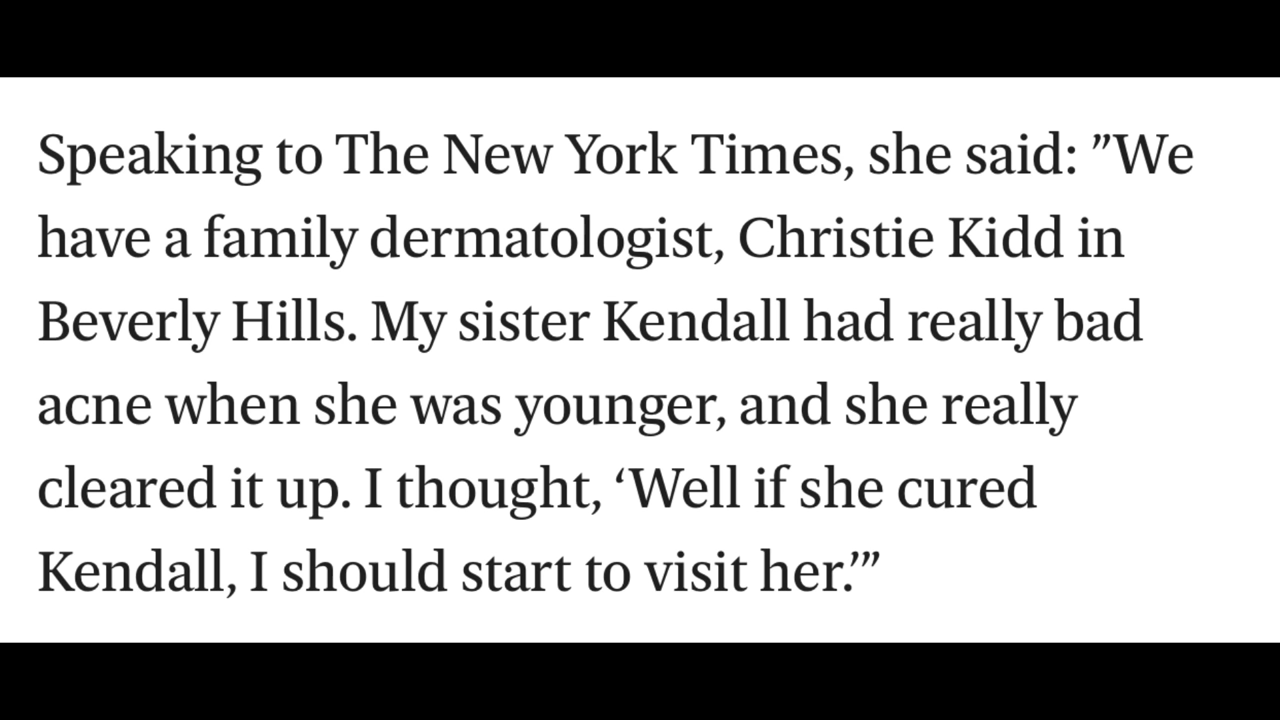 Speaking to The New York Times, she said: ”We
have a family dermatologist, Christie Kidd in
Beverly Hills. My sister Kendall had really bad
acne when she was younger, and she really
cleared it up. I thought, ‘Well if she cured
Kendall, I should start to visit her.’”